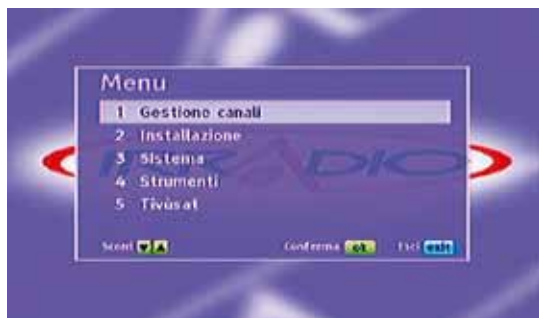 Menu
1 Gestione canali
2 Installazione
3 Sistema
4 Strumenti
5 Tivùsat
Scorri Conferma ok Esci exit